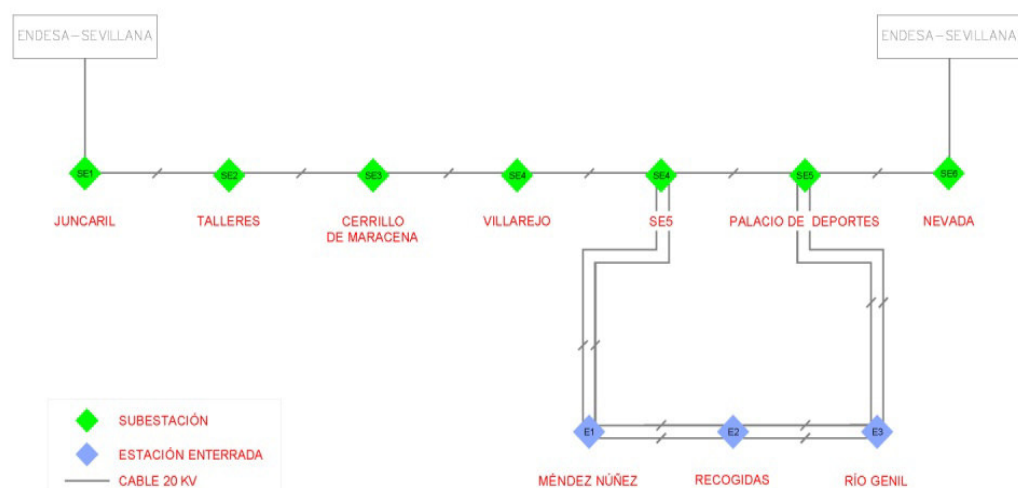 ENDESA-SEVILLANA
ENDESA-SEVILLANA
SE1
SE2
SE3
SE4
SE4
SE5
SE6
JUNCARIL
TALLERES
CERRILLO
DE MARACENA
VILLAREJO
SE5
PALACIO DE DEPORTES
NEVADA
E1
E2
E3
MÉNDEZ NÚÑEZ
RECOGIDAS
RÍO GENIL
SUBESTACIÓN
ESTACIÓN ENTERRADA
CABLE 20 KV